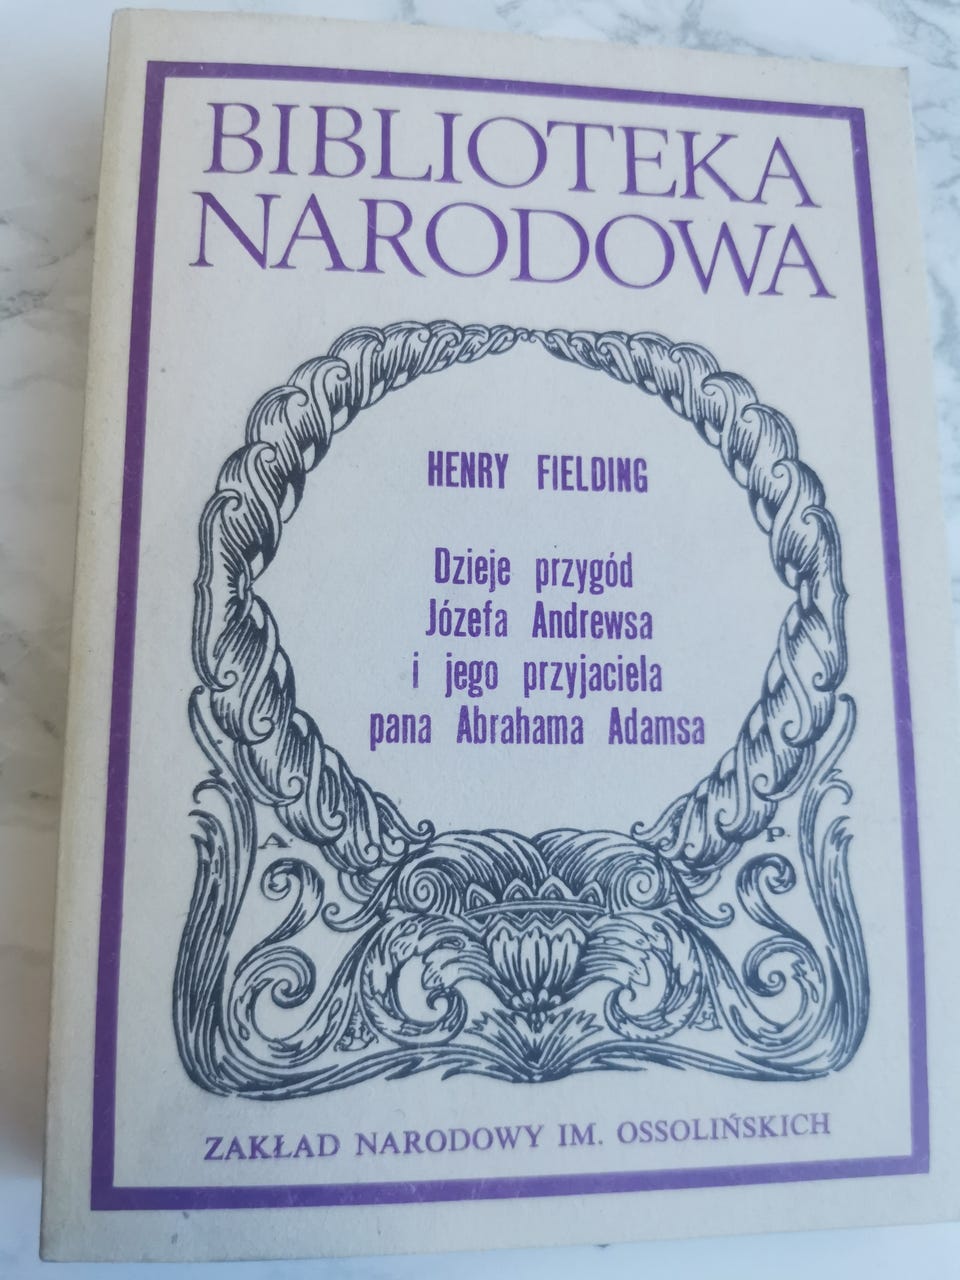 BIBLIOTEKA
NARODOWA
HENRY FIELDING
Dzieje przygód
Józefa Andrewsa
i jego przyjaciela
pana Abrahama Adamsa
A. P.
ZAKŁAD NARODOWY IM. OSSOLIŃSKICH